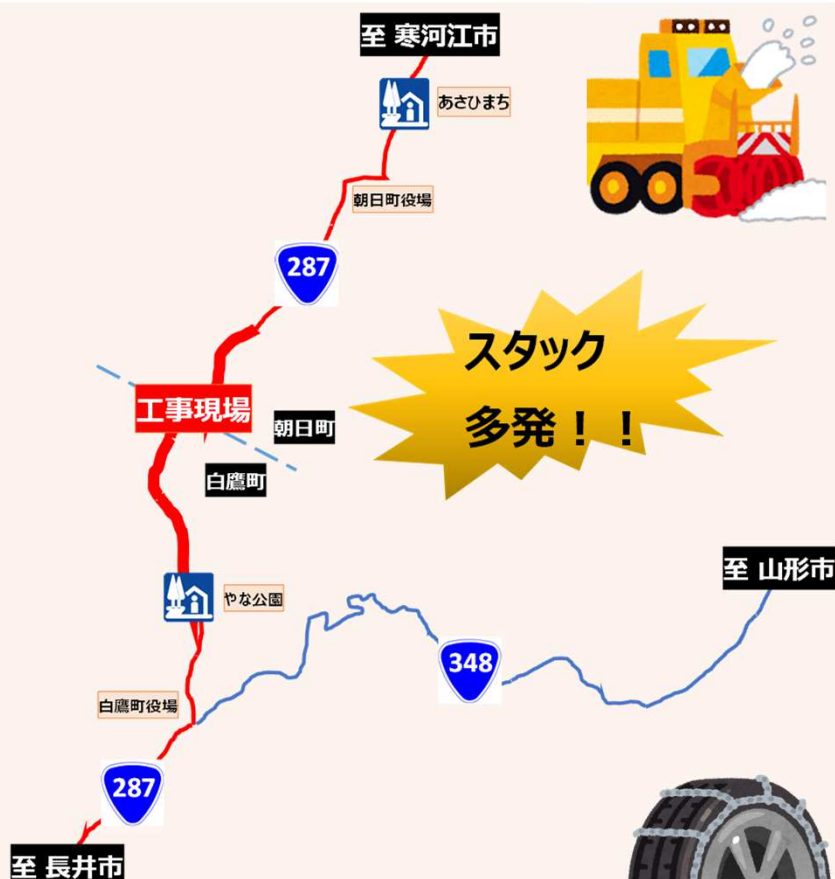 至 寒河江市
あさひまち
朝日町役場
287
スタック
多発！！
工事現場
朝日町
白鷹町
至 山形市
やな公園
348
白鷹町役場
287
至 長井市